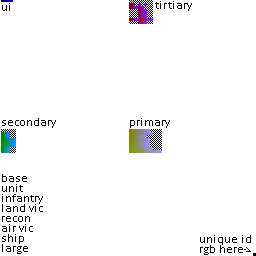 ui
tirtiary
secondary
primary
base
unit
infantry
land vic
recon
air vic
ship
large
unique id
rgb here